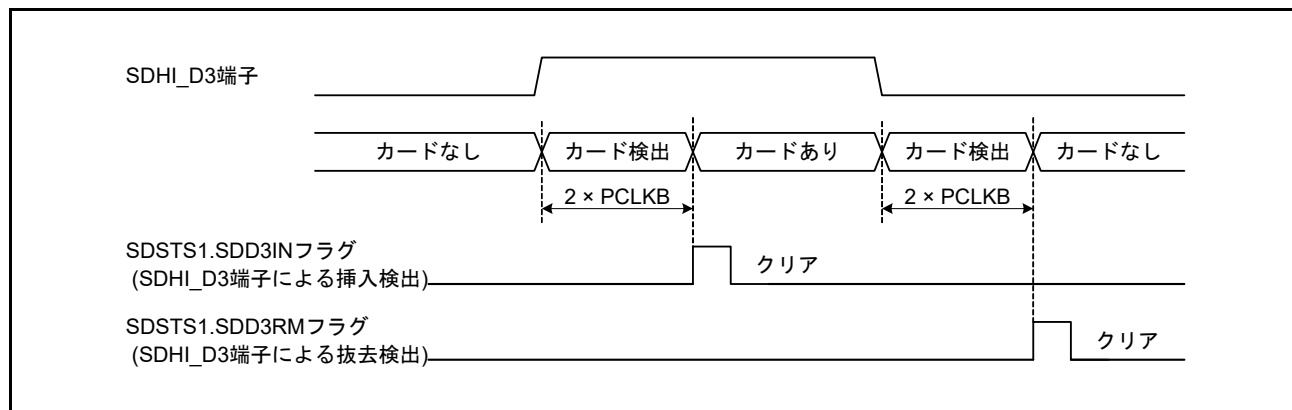 SDHI_D3端子
カードなし カード検出 カードあり カード検出 カードなし
2 × PCLKB 2 × PCLKB
SDSTS1.SDD3INフラグ
(SDHI_D3端子による挿入検出)
クリア
SDSTS1.SDD3RMフラグ
(SDHI_D3端子による抜去検出)
クリア